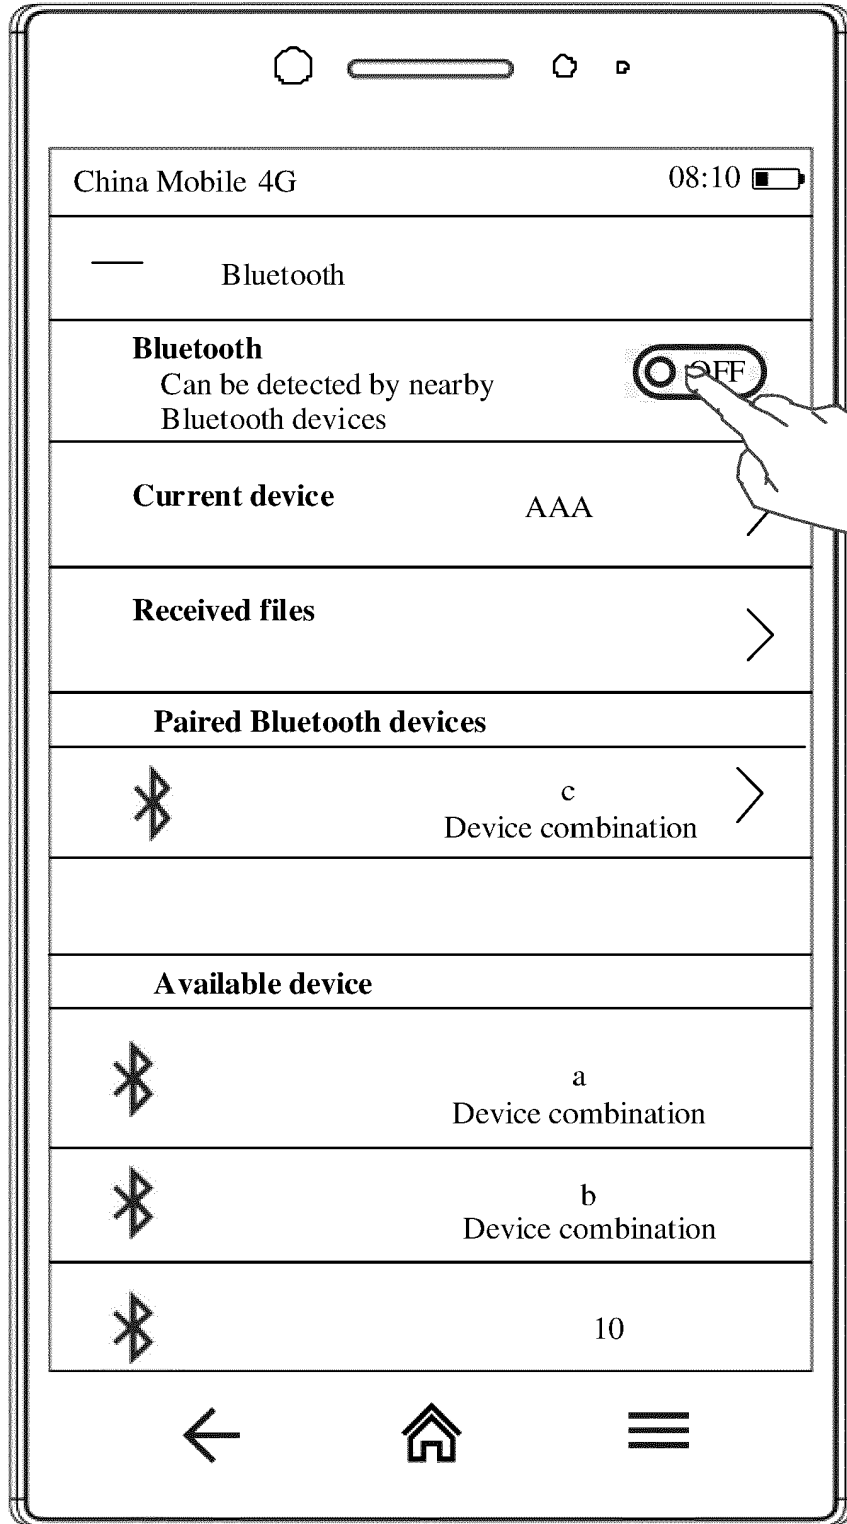 China Mobile 4G 08:10
Bluetooth
Bluetooth
OFF
Can be detected by nearby
Bluetooth devices
Current device AAA
Received files
Paired Bluetooth devices
c
Device combination
Available device
a
Device combination
b
Device combination
10